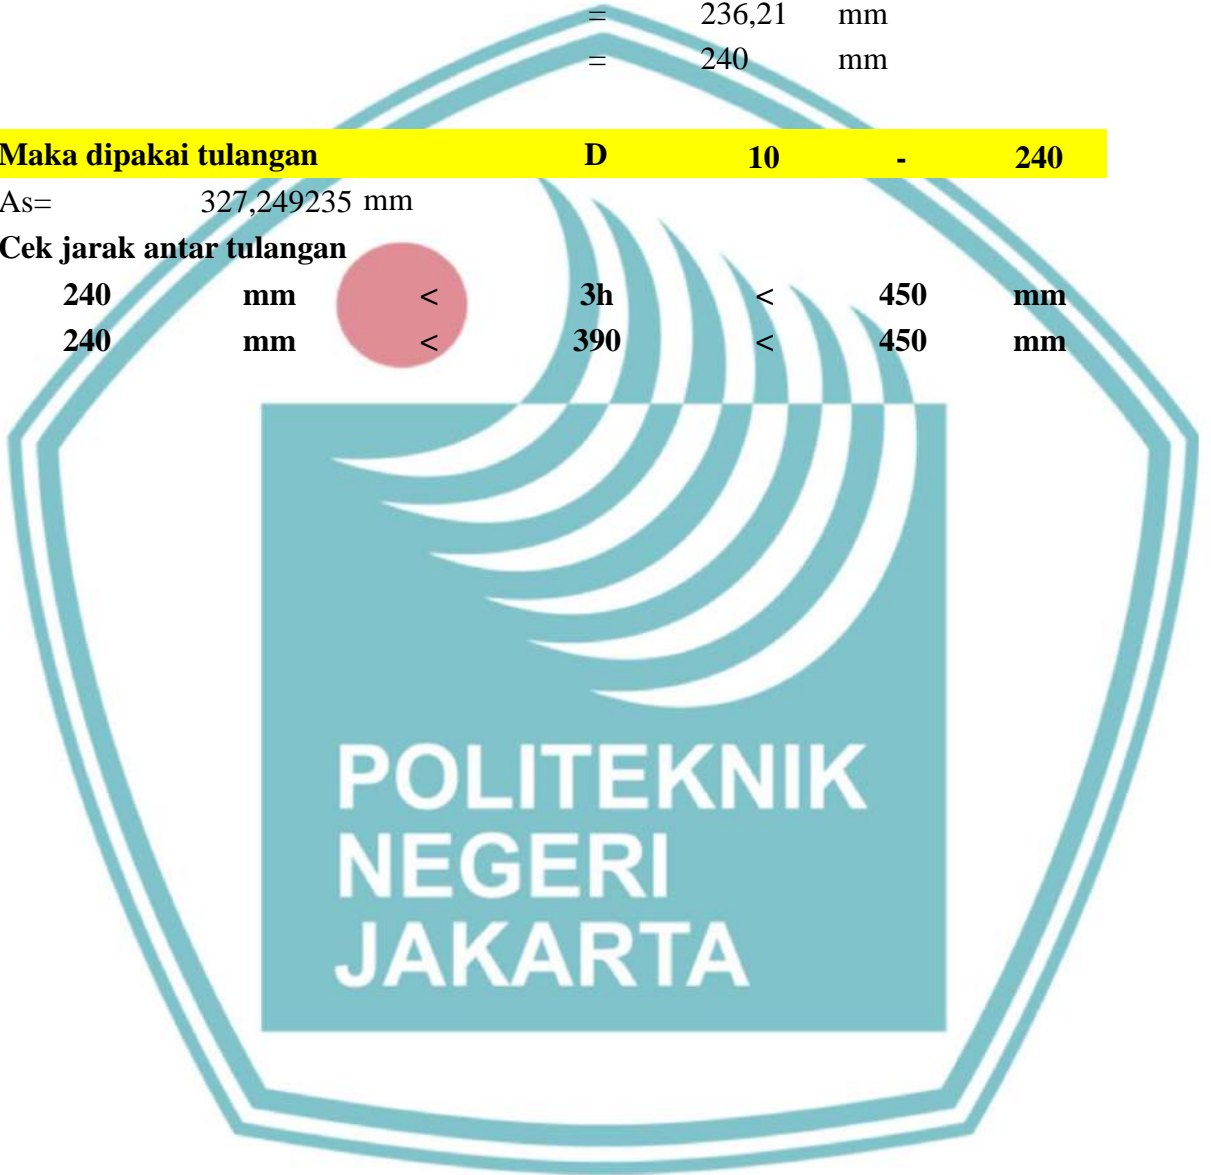 = 236,21 mm
= 240 mm
Maka dipakai tulangan D 10 - 240
As= 327,249235 mm
Cek jarak antar tulangan
240 mm < 3h < 450 mm
240 mm < 390 < 450 mm
POLITEKNIK
NEGERI
JAKARTA